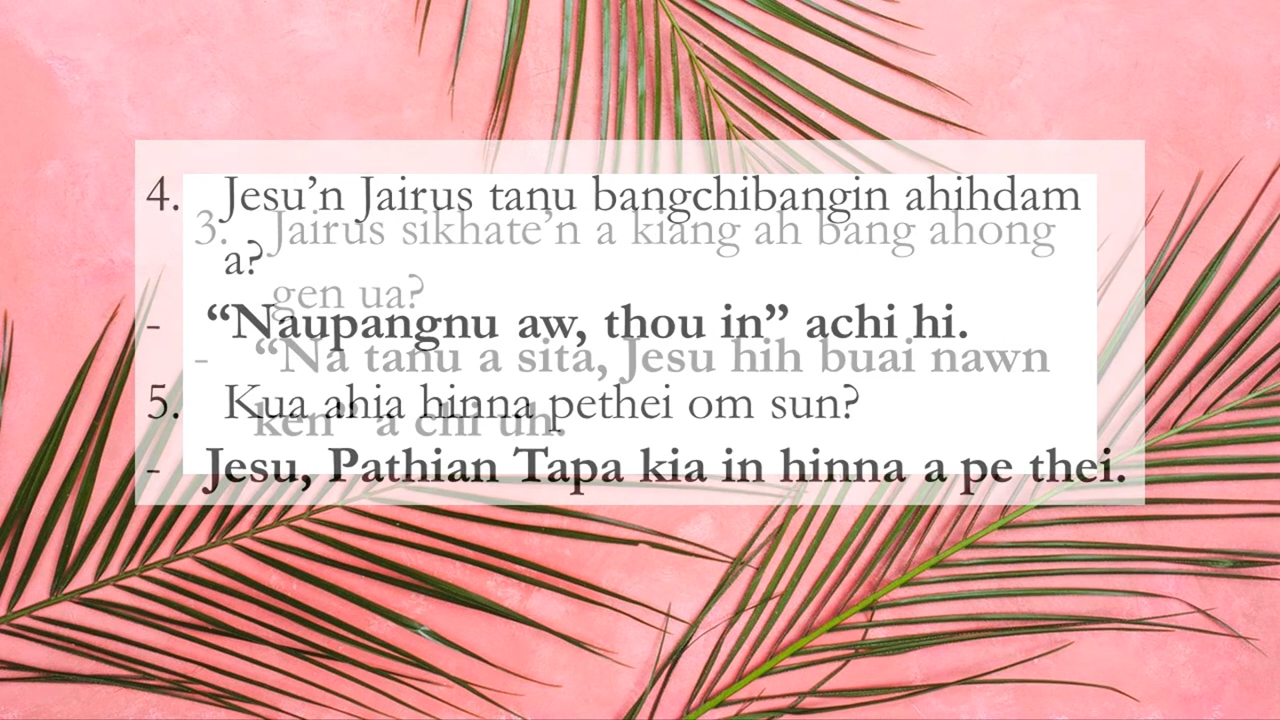 4. Jesu’n Jairus tanu bangchibangin ahihdam
a?
- “Naupangnu aw, thou in” achi hi.
5. Kua ahia hinna pethei om sun?
- Jesu, Pathian Tapa kia in hinna a pe thei.
3. Jairus sikhate’n a kiang ah bang ahong
gen ua?
- “Na tanu a sita, Jesu hih buai nawn
ken” a chi uh.